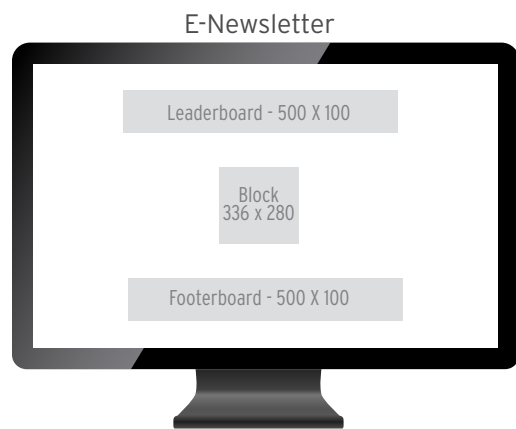 E-Newsletter
Leaderboard - 500 X 100
Block
336 x 280
Footerboard - 500 X 100